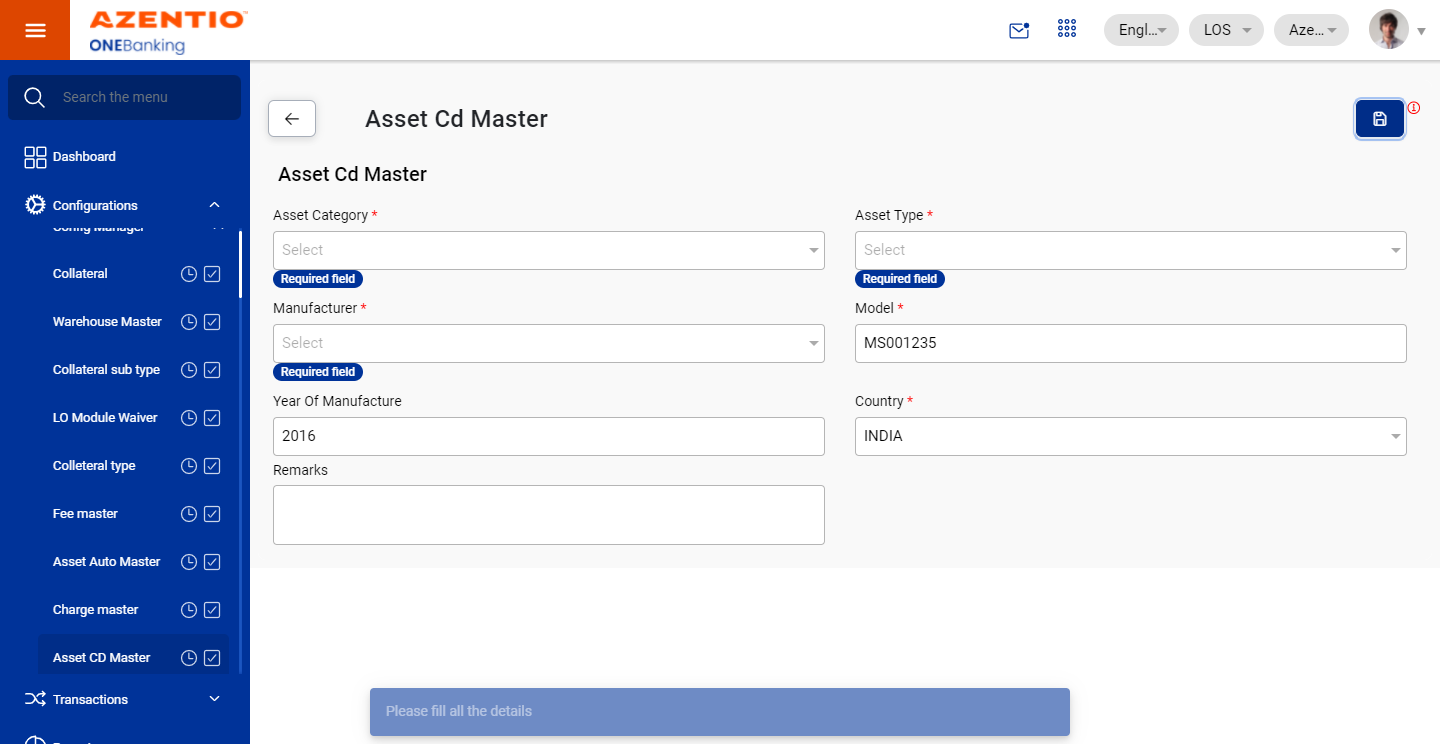 AZENTIO
ONEBanking
Engl...
LOS
Aze...
Search the menu
Dashboard
Configurations
Config Manager
Collateral
Warehouse Master
Collateral sub type
LO Module Waiver
Colleteral type
Fee master
Asset Auto Master
Charge master
Asset CD Master
Transactions
Asset Cd Master
Asset Cd Master
Asset Category *
Asset Type *
Select
Select
Required field
Required field
Manufacturer *
Model *
Select
MS001235
Required field
Year Of Manufacture
Country *
2016
INDIA
Remarks
Please fill all the details